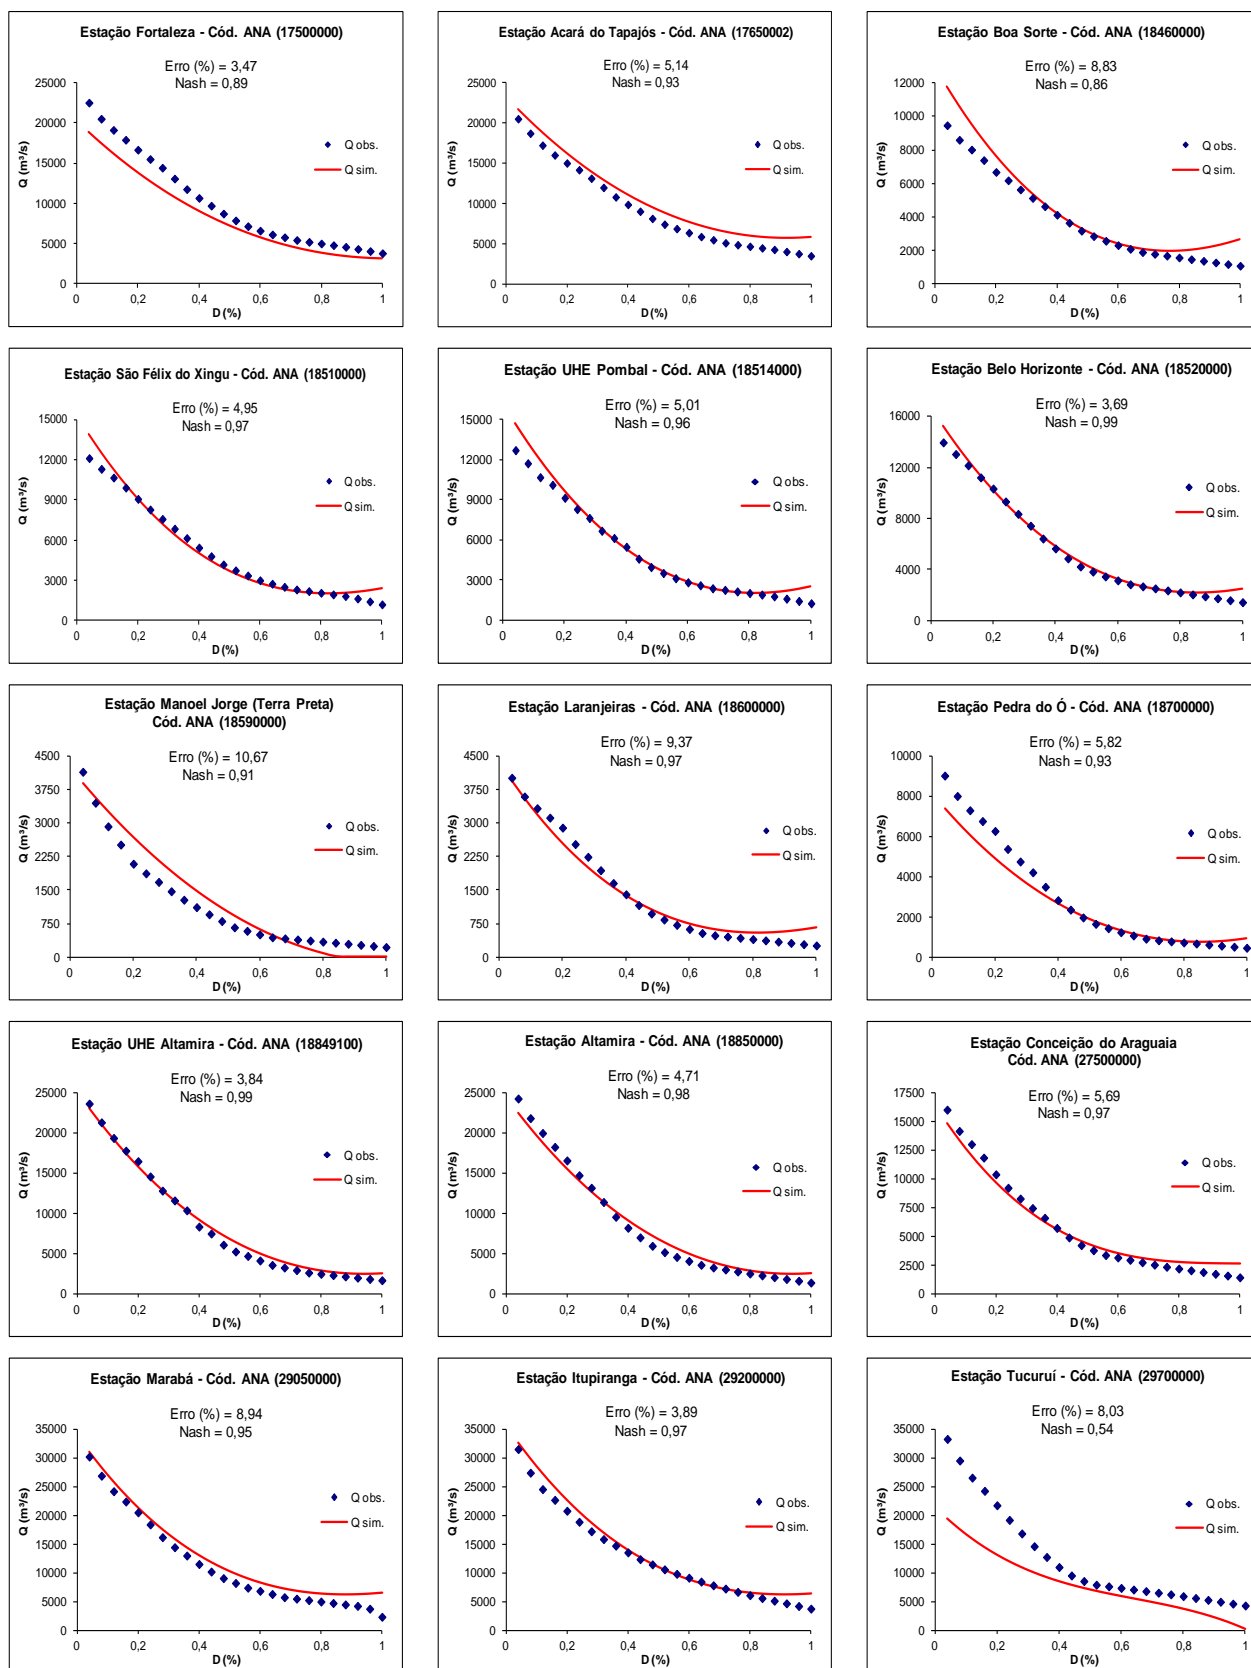 Estação Fortaleza - Cód. ANA (17500000)
Erro (%) = 3,47
Nash = 0,89
25000
20000
15000
10000
5000
0
Q (m³/s)
0 0,2 0,4 0,6 0,8 1
D (%)
Q obs.
Q sim.
Estação Acará do Tapajós - Cód. ANA (17650002)
Erro (%) = 5,14
Nash = 0,93
25000
20000
15000
10000
5000
0
Q (m³/s)
0 0,2 0,4 0,6 0,8 1
D (%)
Q obs.
Q sim.
Estação Boa Sorte - Cód. ANA (18460000)
Erro (%) = 8,83
Nash = 0,86
12000
10000
8000
6000
4000
2000
0
Q (m³/s)
0 0,2 0,4 0,6 0,8 1
D (%)
Q obs.
Q sim.
Estação São Félix do Xingu - Cód. ANA (18510000)
Erro (%) = 4,95
Nash = 0,97
15000
12000
9000
6000
3000
0
Q (m³/s)
0 0,2 0,4 0,6 0,8 1
D (%)
Q obs.
Q sim.
Estação UHE Pombal - Cód. ANA (18514000)
Erro (%) = 5,01
Nash = 0,96
15000
12000
9000
6000
3000
0
Q (m³/s)
0 0,2 0,4 0,6 0,8 1
D (%)
Q obs.
Q sim.
Estação Belo Horizonte - Cód. ANA (18520000)
Erro (%) = 3,69
Nash = 0,99
16000
12000
8000
4000
0
Q (m³/s)
0 0,2 0,4 0,6 0,8 1
D (%)
Q obs.
Q sim.
Estação Manoel Jorge (Terra Preta)
Cód. ANA (18590000)
Erro (%) = 10,67
Nash = 0,91
4500
3750
3000
2250
1500
750
0
Q (m³/s)
0 0,2 0,4 0,6 0,8 1
D (%)
Q obs.
Q sim.
Estação Laranjeiras - Cód. ANA (18600000)
Erro (%) = 9,37
Nash = 0,97
4500
3750
3000
2250
1500
750
0
Q (m³/s)
0 0,2 0,4 0,6 0,8 1
D (%)
Q obs.
Q sim.
Estação Pedra do Ó - Cód. ANA (18700000)
Erro (%) = 5,82
Nash = 0,93
10000
8000
6000
4000
2000
0
Q (m³/s)
0 0,2 0,4 0,6 0,8 1
D (%)
Q obs.
Q sim.
Estação UHE Altamira - Cód. ANA (18849100)
Erro (%) = 3,84
Nash = 0,99
25000
20000
15000
10000
5000
0
Q (m³/s)
0 0,2 0,4 0,6 0,8 1
D (%)
Q obs.
Q sim.
Estação Altamira - Cód. ANA (18850000)
Erro (%) = 4,71
Nash = 0,98
25000
20000
15000
10000
5000
0
Q (m³/s)
0 0,2 0,4 0,6 0,8 1
D (%)
Q obs.
Q sim.
Estação Conceição do Araguaia
Cód. ANA (27500000)
Erro (%) = 5,69
Nash = 0,97
17500
15000
12500
10000
7500
5000
2500
0
Q (m³/s)
0 0,2 0,4 0,6 0,8 1
D (%)
Q obs.
Q sim.
Estação Marabá - Cód. ANA (29050000)
Erro (%) = 8,94
Nash = 0,95
35000
30000
25000
20000
15000
10000
5000
0
Q (m³/s)
0 0,2 0,4 0,6 0,8 1
D (%)
Q obs.
Q sim.
Estação Itupiranga - Cód. ANA (29200000)
Erro (%) = 3,89
Nash = 0,97
35000
30000
25000
20000
15000
10000
5000
0
Q (m³/s)
0 0,2 0,4 0,6 0,8 1
D (%)
Q obs.
Q sim.
Estação Tucuruí - Cód. ANA (29700000)
Erro (%) = 8,03
Nash = 0,54
35000
30000
25000
20000
15000
10000
5000
0
Q (m³/s)
0 0,2 0,4 0,6 0,8 1
D (%)
Q obs.
Q sim.